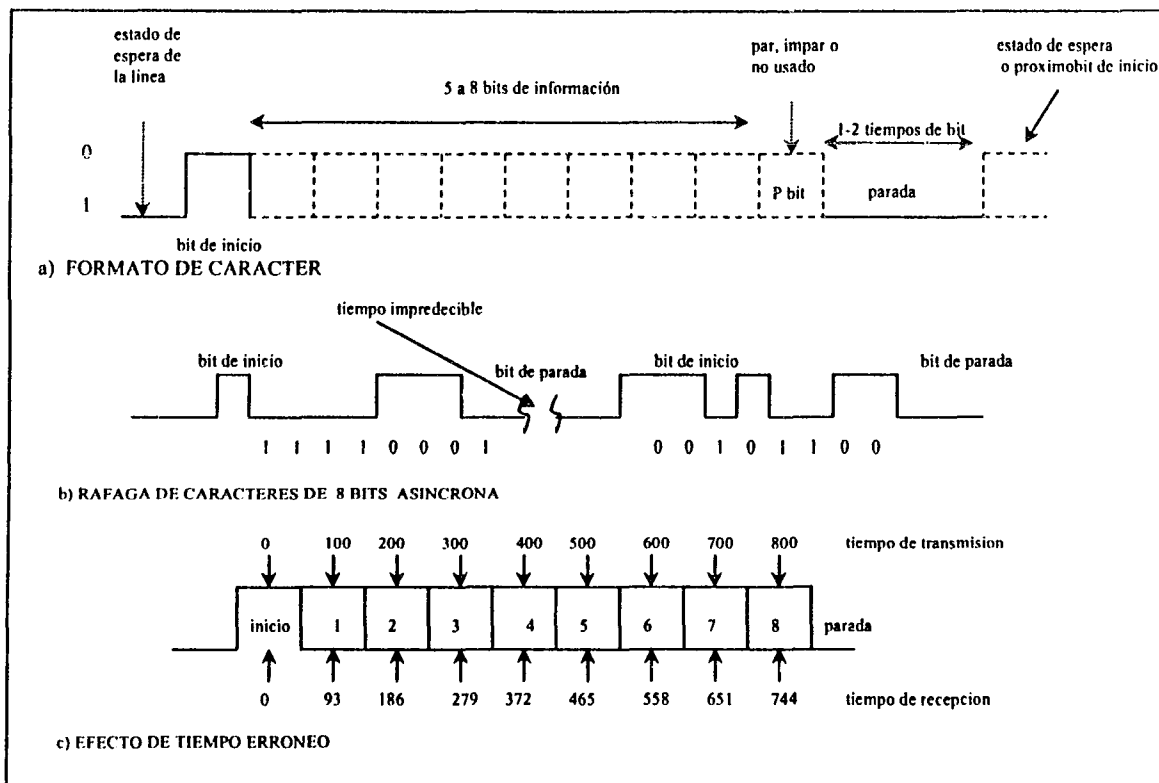 estado de
espera de
la linea
5 a 8 bits de información
par, impar o
no usado
estado de espera
o proximobit de inicio
1-2 tiempos de bit
0
1
P bit
parada
bit de inicio
a) FORMATO DE CARACTER
tiempo impredecible
bit de inicio
bit de parada
bit de inicio
bit de parada
1 1 1 1 0 0 0 1
0 0 1 0 1 1 0 0
b) RAFAGA DE CARACTERES DE 8 BITS ASINCRONA
0 100 200 300 400 500 600 700 800 tiempo de transmision
inicio 1 2 3 4 5 6 7 8 parada
0 93 186 279 372 465 558 651 744 tiempo de recepcion
c) EFECTO DE TIEMPO ERRONEO